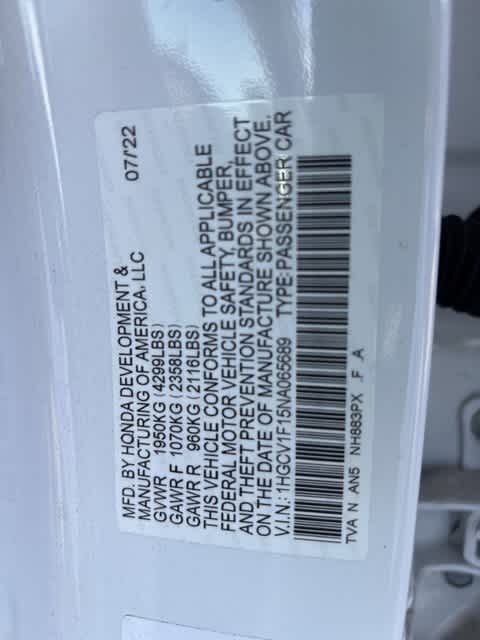 MFD. BY HONDA DEVELOPMENT &
MANUFACTURING OF AMERICA, LLC 07/'22
GVWR 1950KG (4299LBS)
GAWR F 1070KG (2358LBS)
GAWR R 960KG (2116LBS)
THIS VEHICLE CONFORMS TO ALL APPLICABLE
FEDERAL MOTOR VEHICLE SAFETY, BUMPER,
AND THEFT PREVENTION STANDARDS IN EFFECT
ON THE DATE OF MANUFACTURE SHOWN ABOVE.
V.I.N.: 1HGCV1F15NA065689 TYPE: PASSENGER CAR
TVA N AN5 NH883PX .F .A